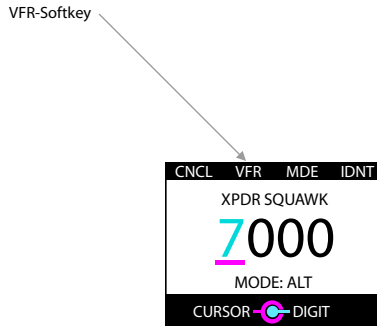 VFR-Softkey
CNCL VFR MDE IDNT
XPDR SQUAWK
7000
MODE: ALT
CURSOR DIGIT